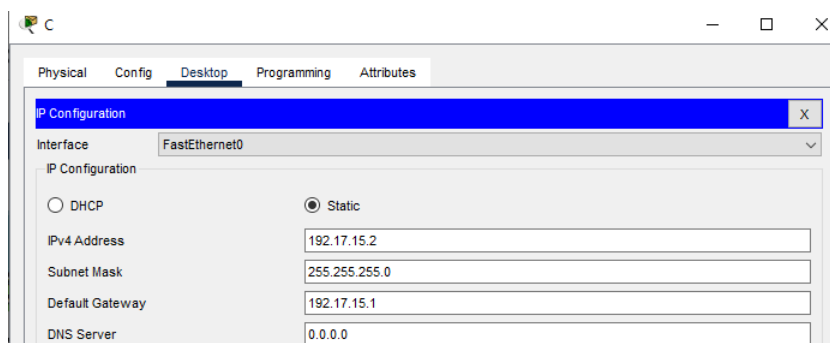 C
Physical Config Desktop Programming Attributes
IP Configuration X
Interface FastEthernet0
IP Configuration
DHCP Static
IPv4 Address 192.17.15.2
Subnet Mask 255.255.255.0
Default Gateway 192.17.15.1
DNS Server 0.0.0.0